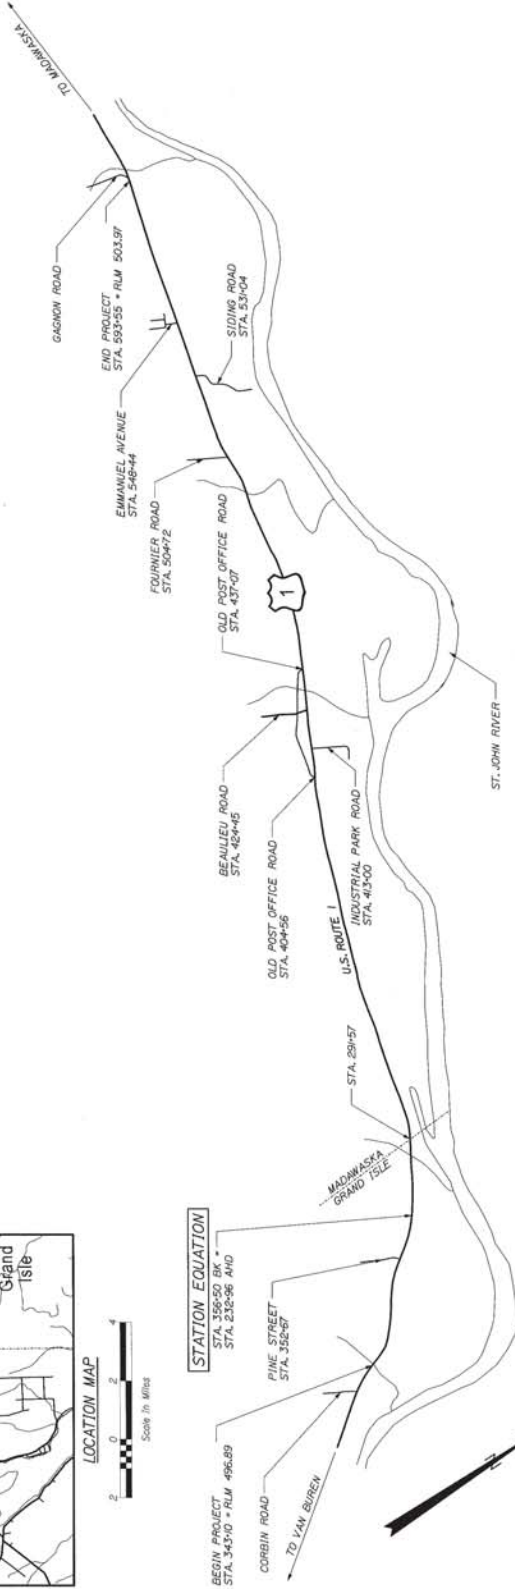 TO MADAWASKA
GAGNON ROAD
END PROJECT
STA. 593+55 = RLM 503.97
EMMANUEL AVENUE
STA. 548+44
SIDING ROAD
STA. 531+04
FOURNIER ROAD
STA. 504+72
OLD POST OFFICE ROAD
STA. 437+07
1
BEAULIEU ROAD
STA. 424+45
OLD POST OFFICE ROAD
STA. 404+56
INDUSTRIAL PARK ROAD
STA. 413+00
ST. JOHN RIVER
U.S. ROUTE 1
STA. 291+57
MADAWASKA
GRAND ISLE
STATION EQUATION
STA. 356+50 BK =
STA. 232+96 AHD
PINE STREET
STA. 352+67
BEGIN PROJECT
STA. 343+10 = RLM 496.89
CORBIN ROAD
TO VAN BUREN
Grand
Isle
LOCATION MAP
2 0 2 4
Scale in Miles